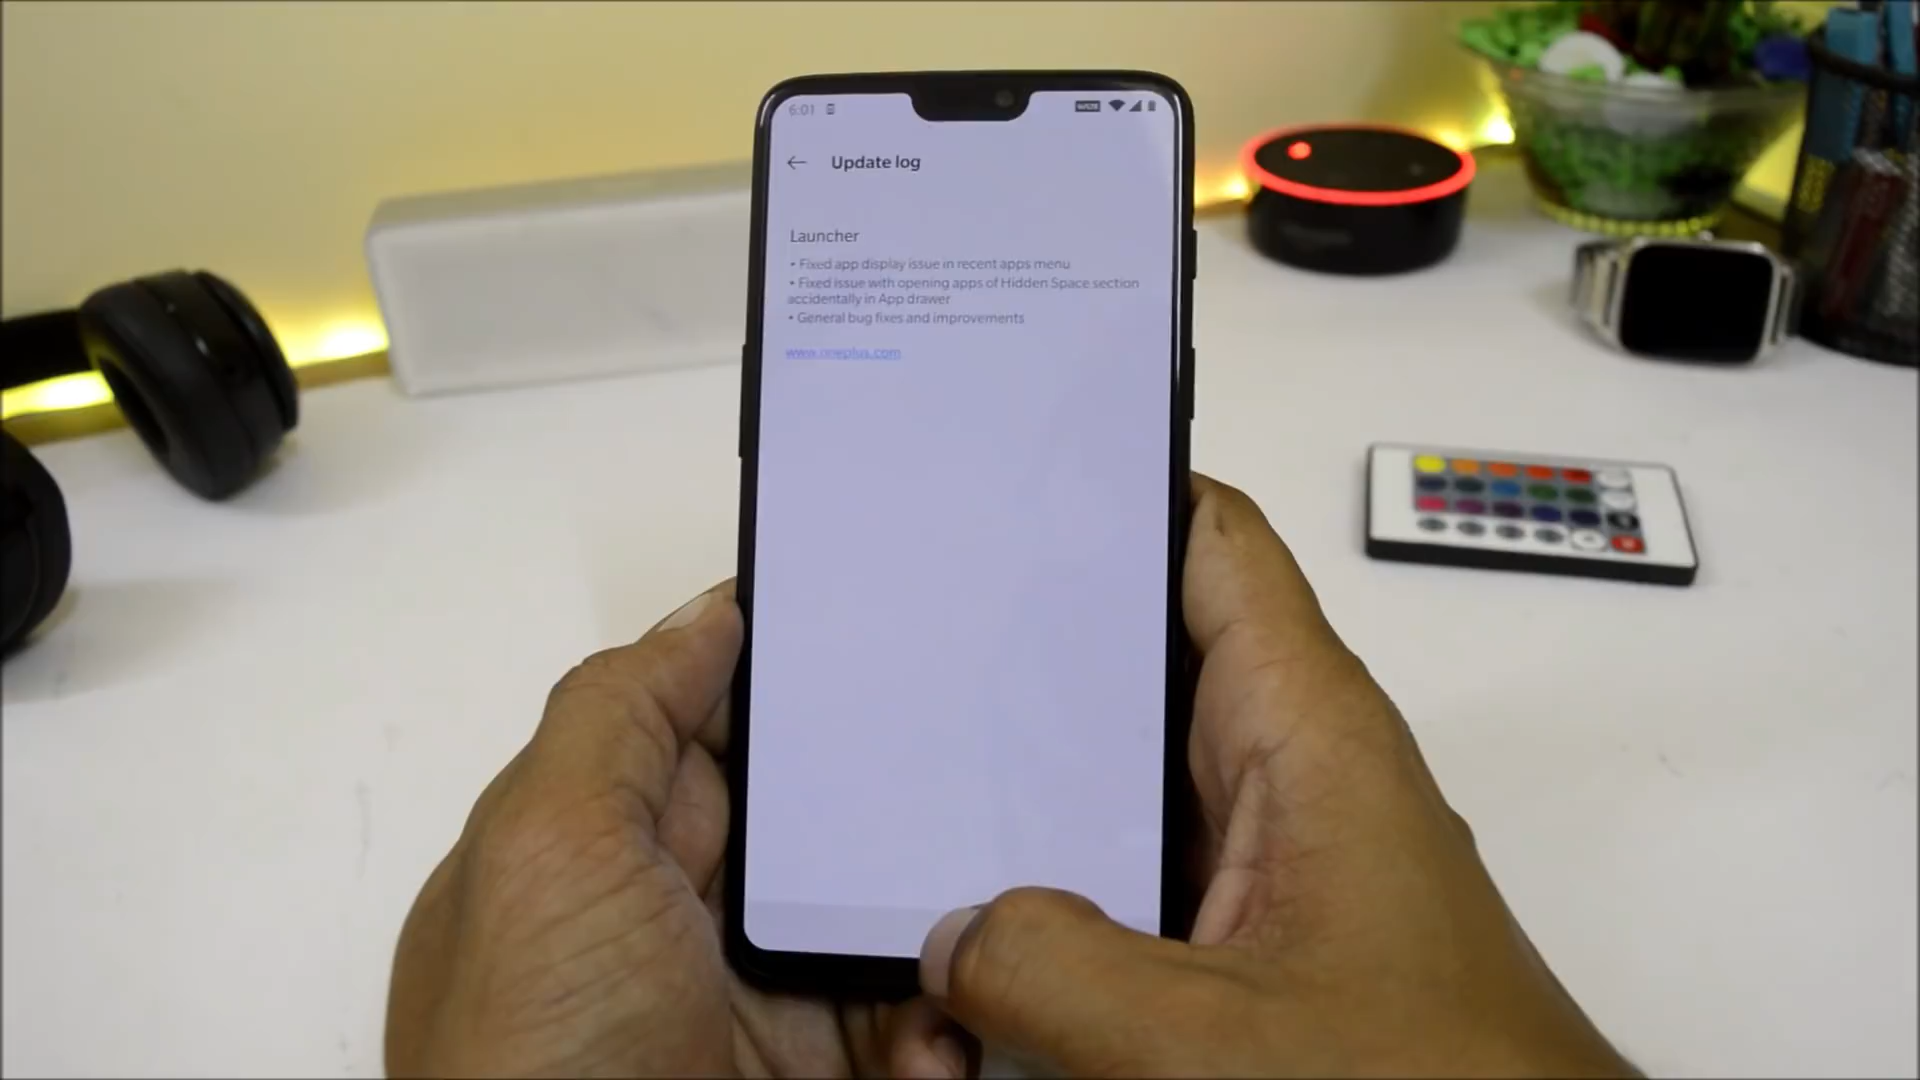 6:01
Update log
Launcher
• Fixed app display issue in recent apps menu
• Fixed issue with opening apps of Hidden Space section
accidentally in App drawer
• General bug fixes and improvements
www.oneplus.com